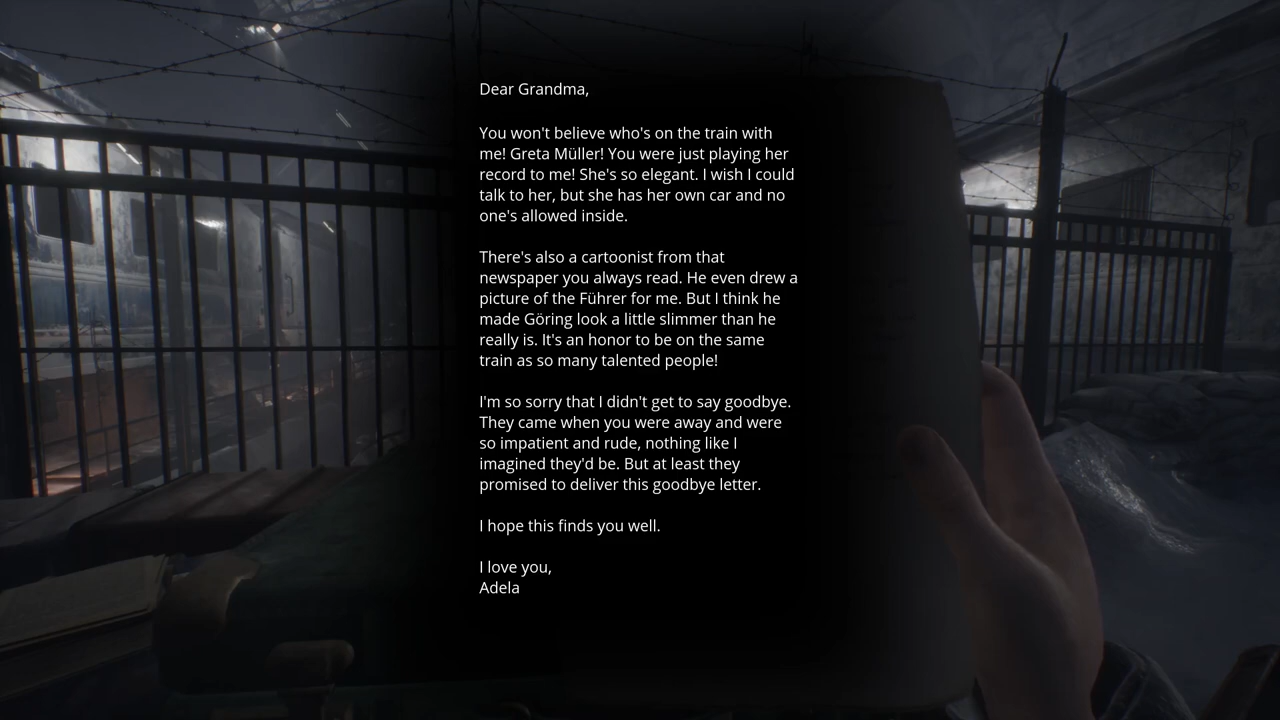 Dear Grandma,
You won't believe who's on the train with
me! Greta Müller! You were just playing her
record to me! She's so elegant. I wish I could
talk to her, but she has her own car and no
one's allowed inside.
There's also a cartoonist from that
newspaper you always read. He even drew a
picture of the Führer for me. But I think he
made Göring look a little slimmer than he
really is. It's an honor to be on the same
train as so many talented people!
I'm so sorry that I didn't get to say goodbye.
They came when you were away and were
so impatient and rude, nothing like I
imagined they'd be. But at least they
promised to deliver this goodbye letter.
I hope this finds you well.
I love you,
Adela